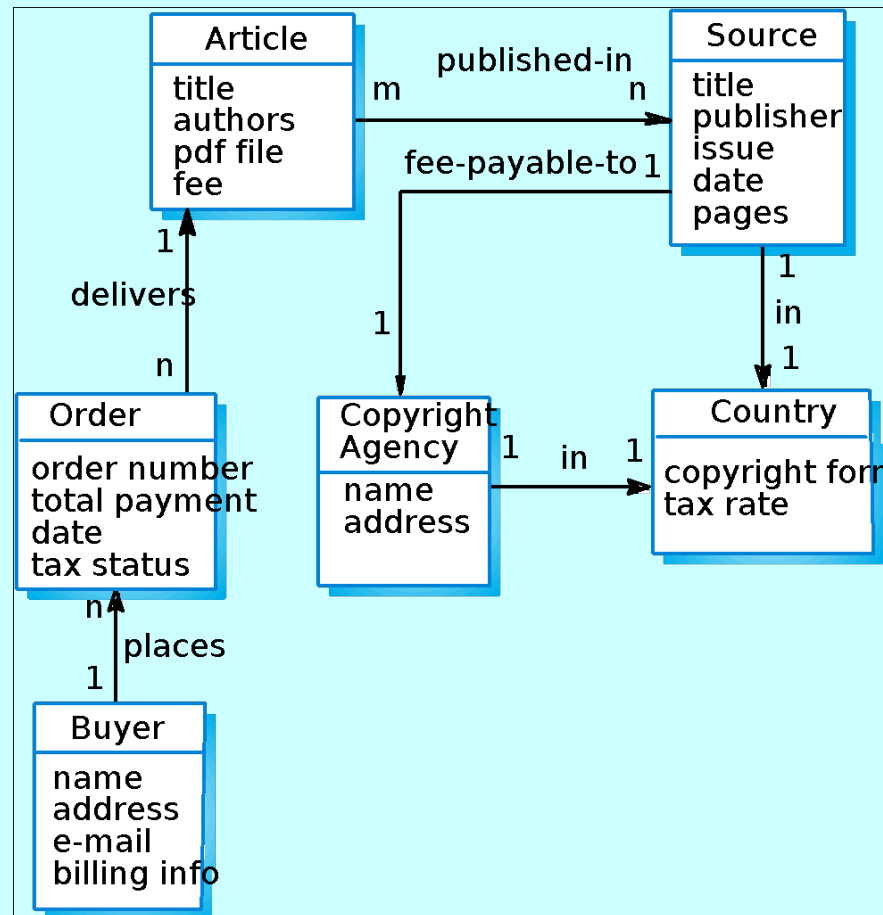 Article
title
authors
pdf file
fee
published-in
m
n
Source
title
publisher
issue
date
pages
fee-payable-to
1
1
1
delivers
n
1
in
1
Order
order number
total payment
date
tax status
Copyright
Agency
name
address
1
in
1
Country
copyright form
tax rate
n
places
1
Buyer
name
address
e-mail
billing info